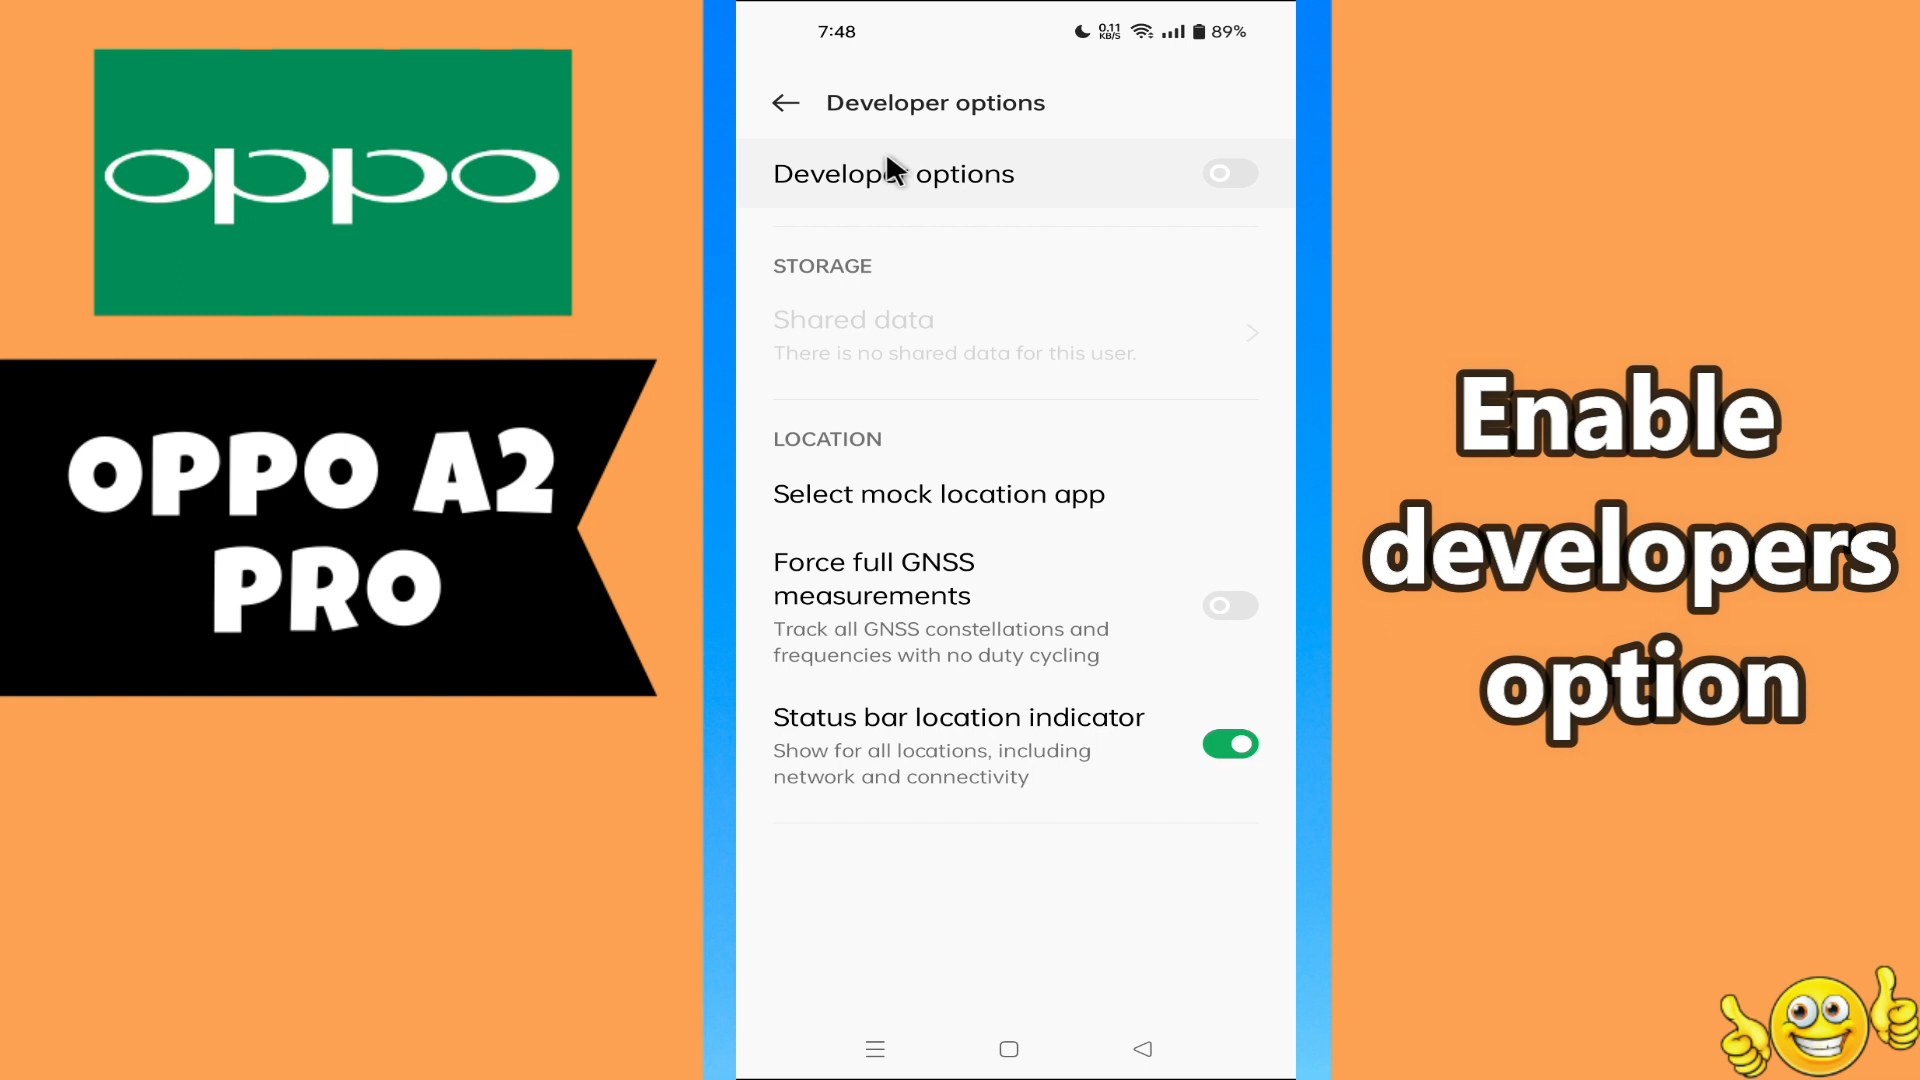 oppo
OPPO A2
PRO
7:48
0.11
KB/S
89%
Developer options
Developer options
STORAGE
Shared data
There is no shared data for this user.
LOCATION
Select mock location app
Force full GNSS
measurements
Track all GNSS constellations and
frequencies with no duty cycling
Status bar location indicator
Show for all locations, including
network and connectivity
Enable
developers
option